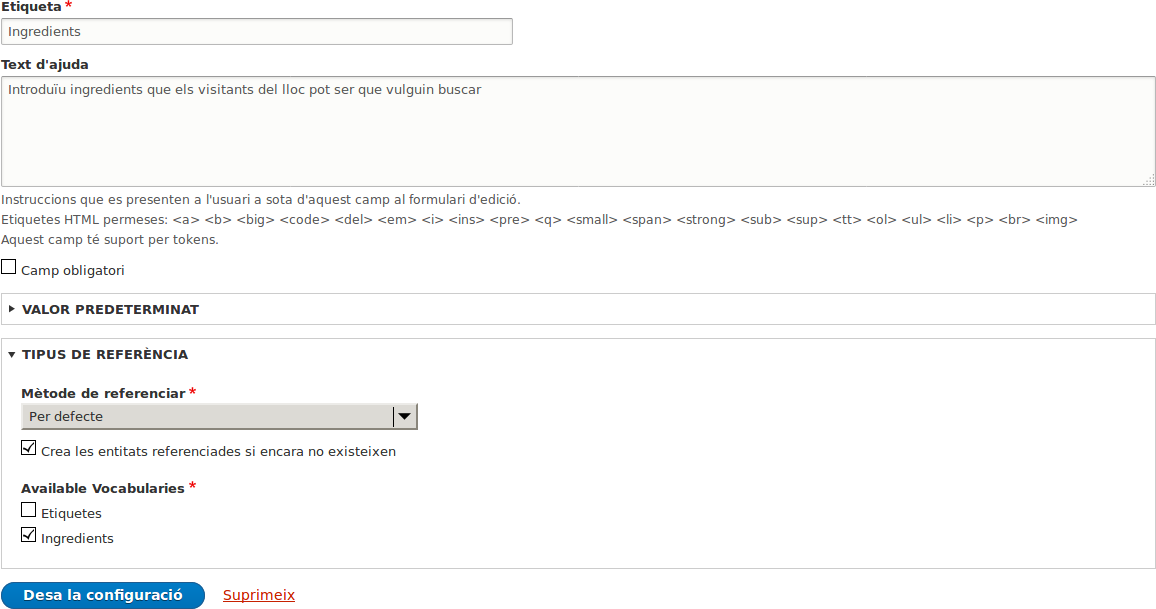 Etiqueta *
Ingredients
Text d'ajuda
Introduïu ingredients que els visitants del lloc pot ser que vulguin buscar
Instruccions que es presenten a l'usuari a sota d'aquest camp al formulari d'edició.
Etiquetes HTML permeses: <a> <b> <big> <code> <del> <em> <i> <ins> <pre> <q> <small> <span> <strong> <sub> <sup> <tt> <ol> <ul> <li> <p> <br> <img>
Aquest camp té suport per tokens.
Camp obligatori
VALOR PREDETERMINAT
TIPUS DE REFERÈNCIA
Mètode de referenciar *
Per defecte
Crea les entitats referenciades si encara no existeixen
Available Vocabularies *
Etiquetes
Ingredients
Desa la configuració Suprimeix